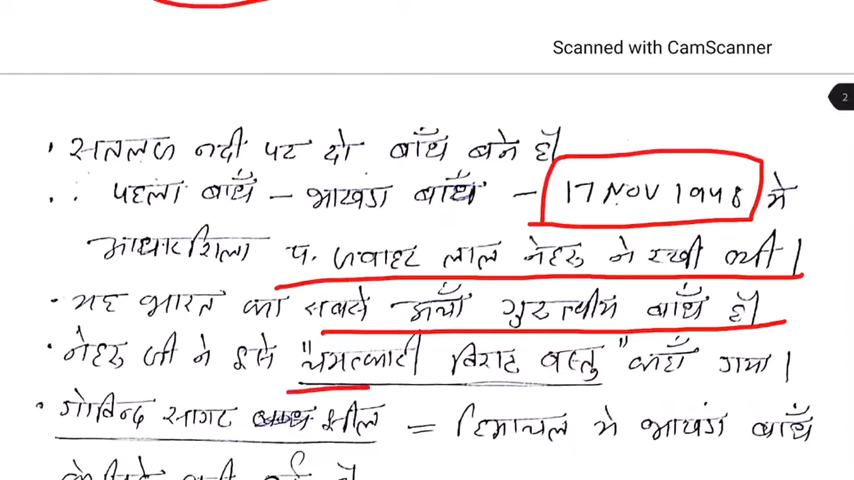 Scanned with CamScanner
2
• सतलज नदी पर दो बाँध बने है
. . पहला बाँध – भाखडा बाँध – 17 NOV 1948 मे
आधारशिला प. जवाहर लाल नेहरु ने रखी थी।
• यह भारत का सबसे ऊँचा गुरुत्वीय बाँध है।
• नेहरु जी ने इसे "चमत्कारी विराट वस्तु" कहाँ गया।
• गोबिन्द सागर झील = हिमाचल मे भाखडा बाँध